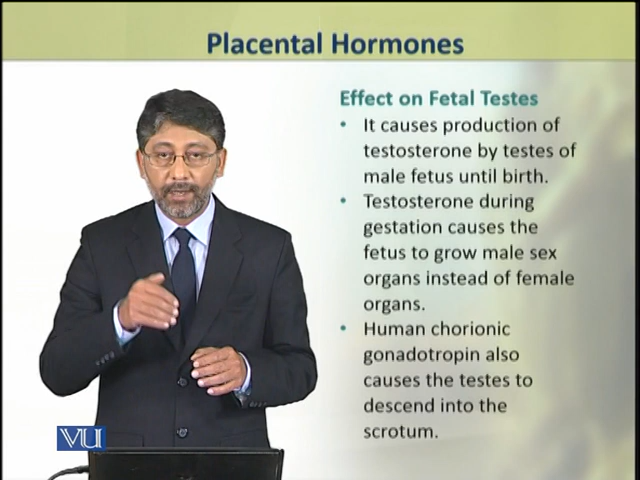 Placental Hormones
Effect on Fetal Testes
• It causes production of
testosterone by testes of
male fetus until birth.
• Testosterone during
gestation causes the
fetus to grow male sex
organs instead of female
organs.
• Human chorionic
gonadotropin also
causes the testes to
descend into the
scrotum.
VU